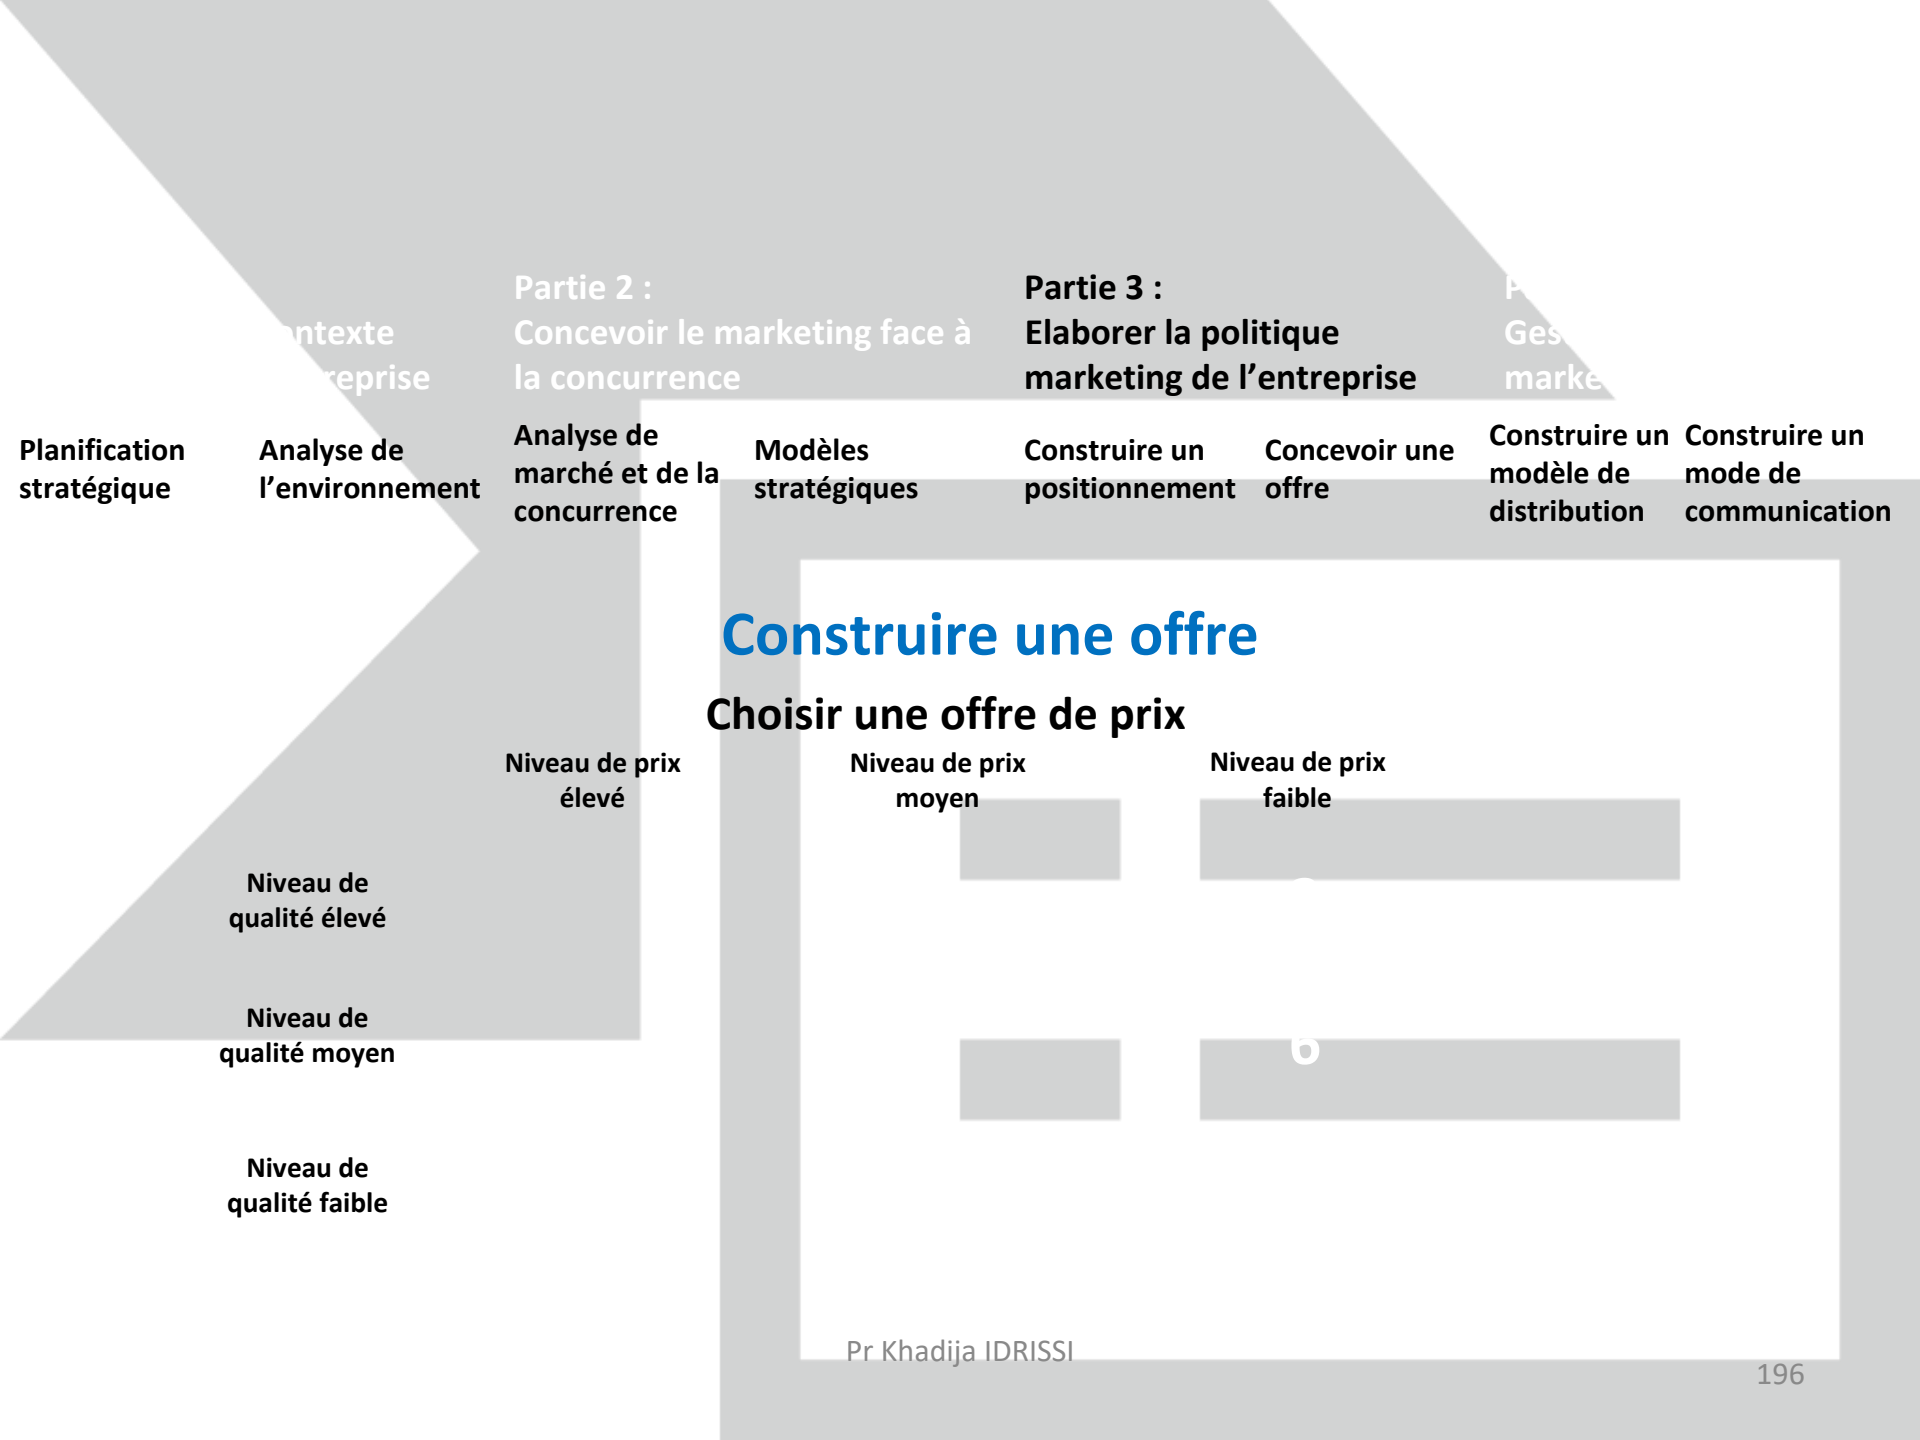 Partie 2 :
Concevoir le marketing face à
la concurrence
Partie 3 :
Elaborer la politique
marketing de l'entreprise
Planification
stratégique
Analyse de
l'environnement
Analyse de
marché et de la
concurrence
Modèles
stratégiques
Construire un
positionnement
Concevoir une
offre
Construire un
modèle de
distribution
Construire un
mode de
communication
Construire une offre
Choisir une offre de prix
Niveau de prix
élevé
Niveau de prix
moyen
Niveau de prix
faible
Niveau de
qualité élevé
Niveau de
qualité moyen
6
Niveau de
qualité faible
Pr Khadija IDRISSI
196